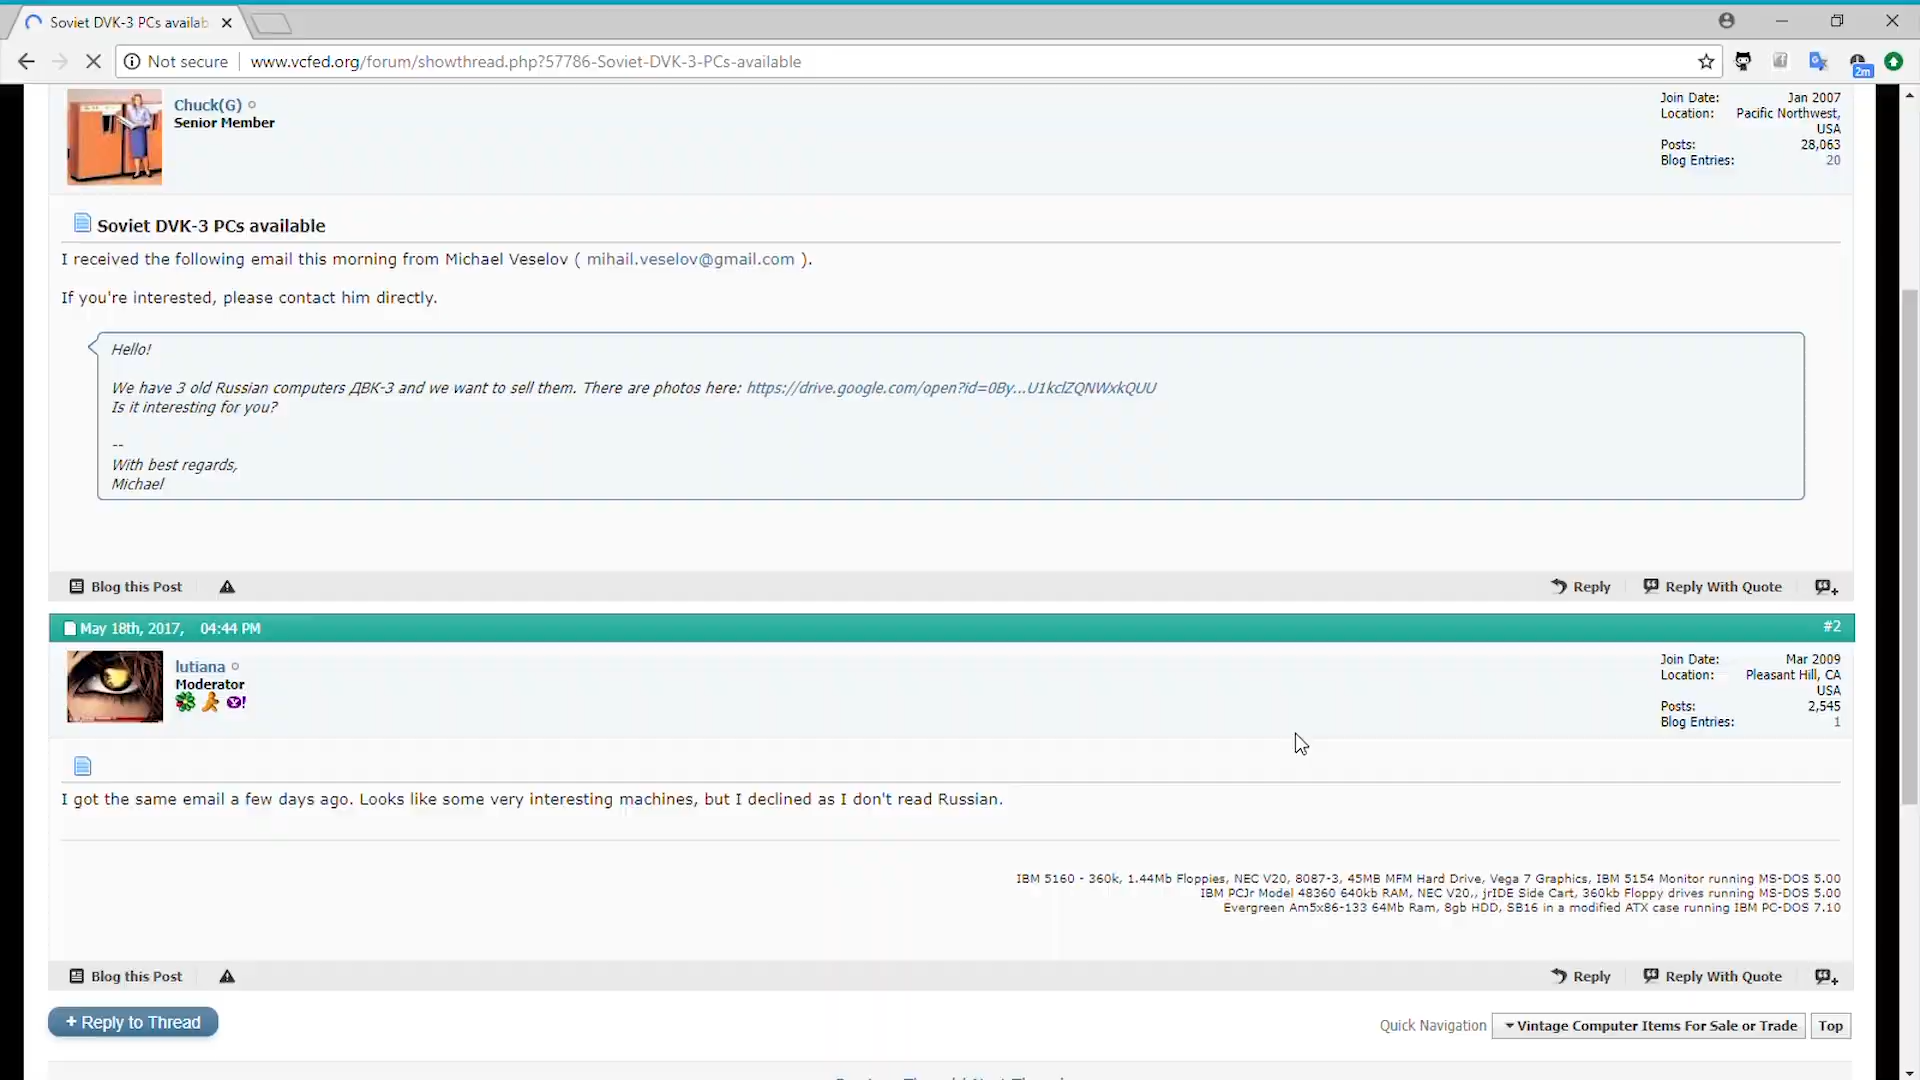 Soviet DVK-3 PCs availab
Not secure
www.vcfed.org/forum/showthread.php?57786-Soviet-DVK-3-PCs-available
2m
Chuck(G)
Senior Member
Join Date: Jan 2007
Location: Pacific Northwest,
USA
Posts: 28,063
Blog Entries: 20
Soviet DVK-3 PCs available
I received the following email this morning from Michael Veselov ( mihail.veselov@gmail.com ).
If you're interested, please contact him directly.
Hello!
We have 3 old Russian computers ДВК-3 and we want to sell them. There are photos here: https://drive.google.com/open?id=0By...U1kclZQNWxkQUU
Is it interesting for you?
--
With best regards,
Michael
Blog this Post
Reply Reply With Quote
May 18th, 2017, 04:44 PM #2
lutiana
Moderator
Join Date: Mar 2009
Location: Pleasant Hill, CA
USA
Posts: 2,545
Blog Entries: 1
I got the same email a few days ago. Looks like some very interesting machines, but I declined as I don't read Russian.
IBM 5160 - 360k, 1.44Mb Floppies, NEC V20, 8087-3, 45MB MFM Hard Drive, Vega 7 Graphics, IBM 5154 Monitor running MS-DOS 5.00
IBM PCJr Model 48360 640kb RAM, NEC V20,, jrIDE Side Cart, 360kb Floppy drives running MS-DOS 5.00
Evergreen Am5x86-133 64Mb Ram, 8gb HDD, SB16 in a modified ATX case running IBM PC-DOS 7.10
Blog this Post
Reply Reply With Quote
+ Reply to Thread
Quick Navigation Vintage Computer Items For Sale or Trade Top